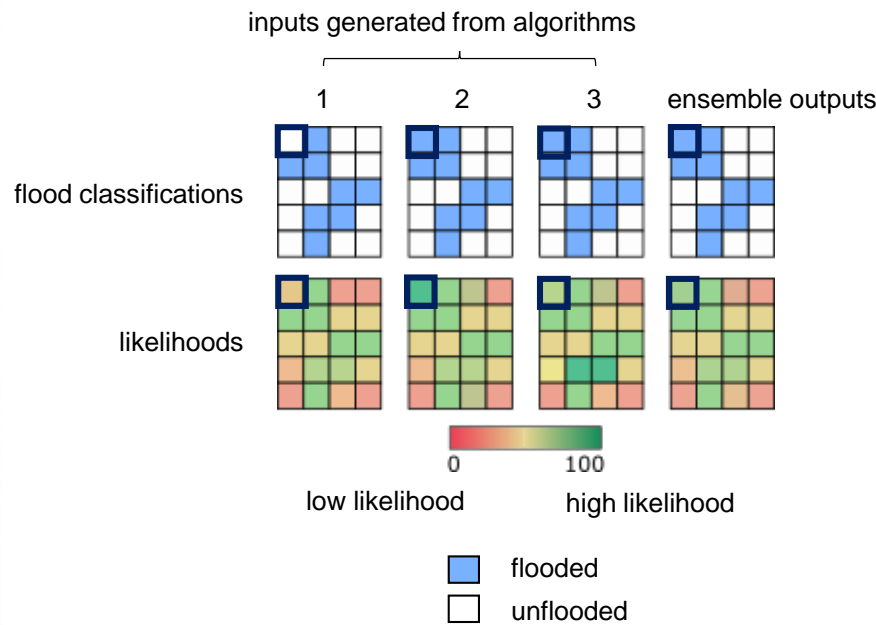 inputs generated from algorithms
1 2 3 ensemble outputs
flood classifications
likelihoods
0 100
low likelihood high likelihood
flooded
unflooded